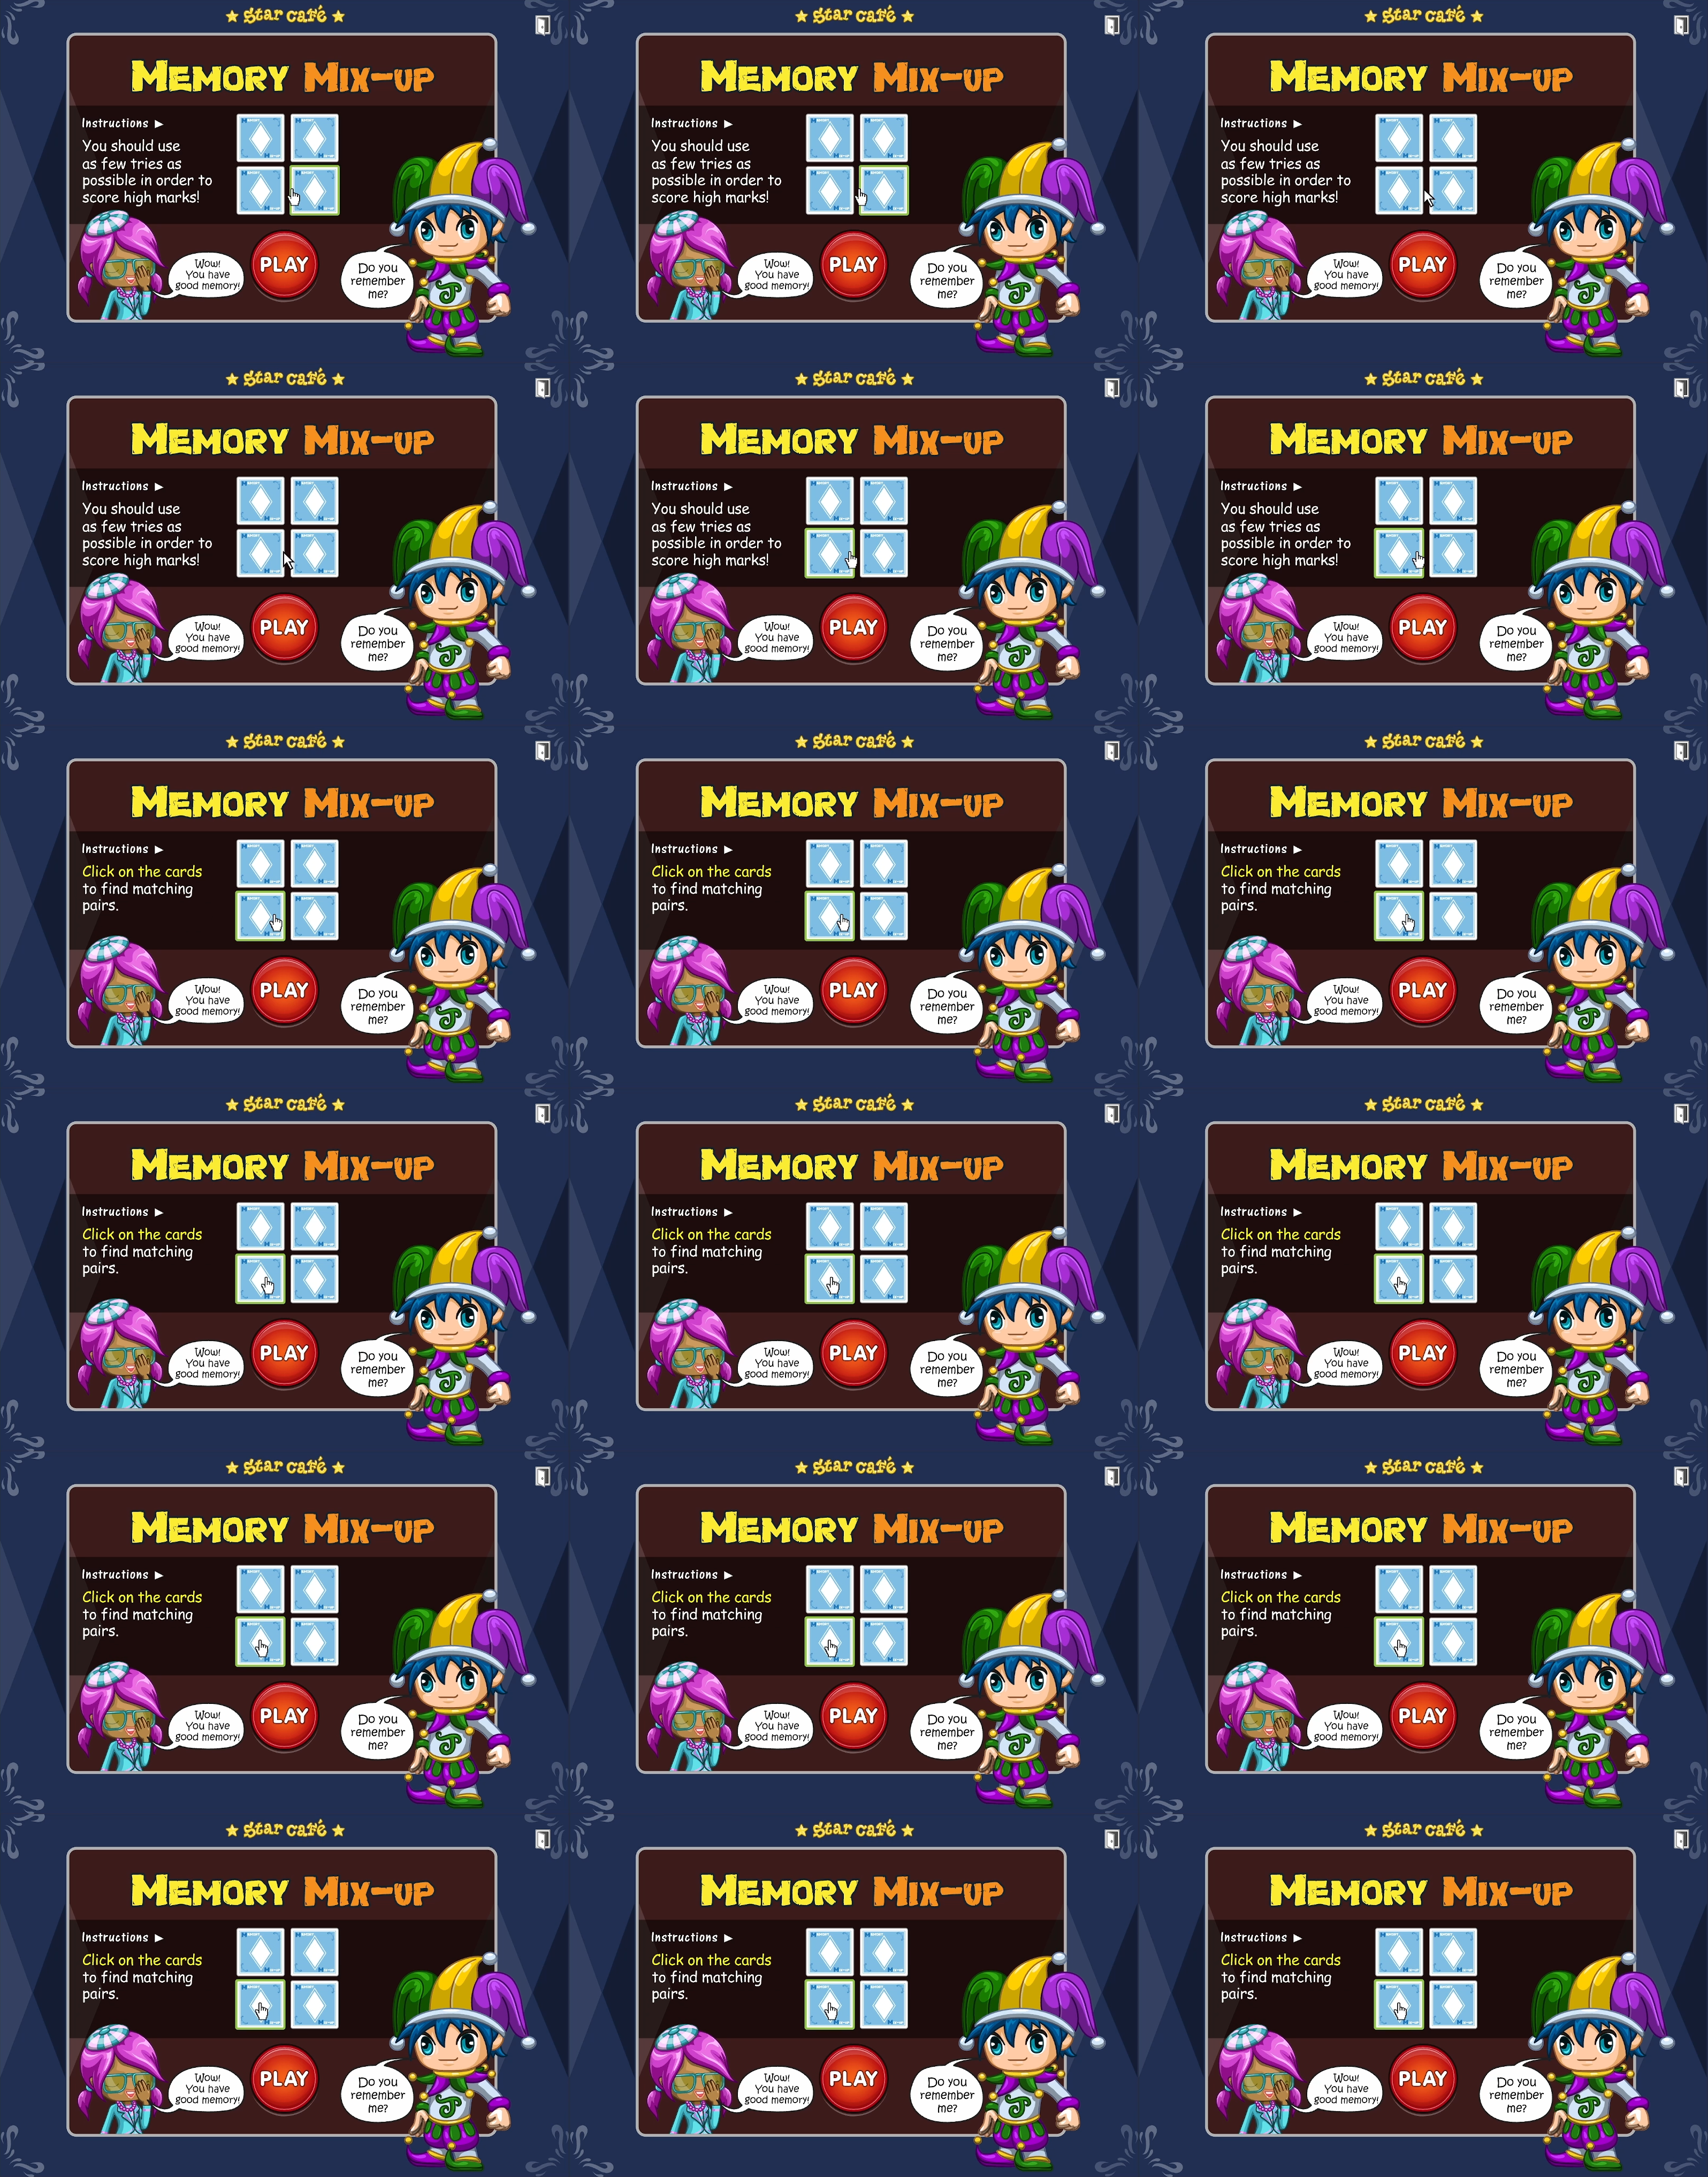 star café
MEMORY MIX-UP
Instructions
You should use
as few tries as
possible in order to
score high marks!
Wow!
You have
good memory!
PLAY
Do you
remember
me?
star café
MEMORY MIX-UP
Instructions
You should use
as few tries as
possible in order to
score high marks!
Wow!
You have
good memory!
PLAY
Do you
remember
me?
star café
MEMORY MIX-UP
Instructions
You should use
as few tries as
possible in order to
score high marks!
Wow!
You have
good memory!
PLAY
Do you
remember
me?
star café
MEMORY MIX-UP
Instructions
You should use
as few tries as
possible in order to
score high marks!
Wow!
You have
good memory!
PLAY
Do you
remember
me?
star café
MEMORY MIX-UP
Instructions
You should use
as few tries as
possible in order to
score high marks!
Wow!
You have
good memory!
PLAY
Do you
remember
me?
star café
MEMORY MIX-UP
Instructions
You should use
as few tries as
possible in order to
score high marks!
Wow!
You have
good memory!
PLAY
Do you
remember
me?
star café
MEMORY MIX-UP
Instructions
Click on the cards
to find matching
pairs.
Wow!
You have
good memory!
PLAY
Do you
remember
me?
star café
MEMORY MIX-UP
Instructions
Click on the cards
to find matching
pairs.
Wow!
You have
good memory!
PLAY
Do you
remember
me?
star café
MEMORY MIX-UP
Instructions
Click on the cards
to find matching
pairs.
Wow!
You have
good memory!
PLAY
Do you
remember
me?
star café
MEMORY MIX-UP
Instructions
Click on the cards
to find matching
pairs.
Wow!
You have
good memory!
PLAY
Do you
remember
me?
star café
MEMORY MIX-UP
Instructions
Click on the cards
to find matching
pairs.
Wow!
You have
good memory!
PLAY
Do you
remember
me?
star café
MEMORY MIX-UP
Instructions
Click on the cards
to find matching
pairs.
Wow!
You have
good memory!
PLAY
Do you
remember
me?
star café
MEMORY MIX-UP
Instructions
Click on the cards
to find matching
pairs.
Wow!
You have
good memory!
PLAY
Do you
remember
me?
star café
MEMORY MIX-UP
Instructions
Click on the cards
to find matching
pairs.
Wow!
You have
good memory!
PLAY
Do you
remember
me?
star café
MEMORY MIX-UP
Instructions
Click on the cards
to find matching
pairs.
Wow!
You have
good memory!
PLAY
Do you
remember
me?
star café
MEMORY MIX-UP
Instructions
Click on the cards
to find matching
pairs.
Wow!
You have
good memory!
PLAY
Do you
remember
me?
star café
MEMORY MIX-UP
Instructions
Click on the cards
to find matching
pairs.
Wow!
You have
good memory!
PLAY
Do you
remember
me?
star café
MEMORY MIX-UP
Instructions
Click on the cards
to find matching
pairs.
Wow!
You have
good memory!
PLAY
Do you
remember
me?